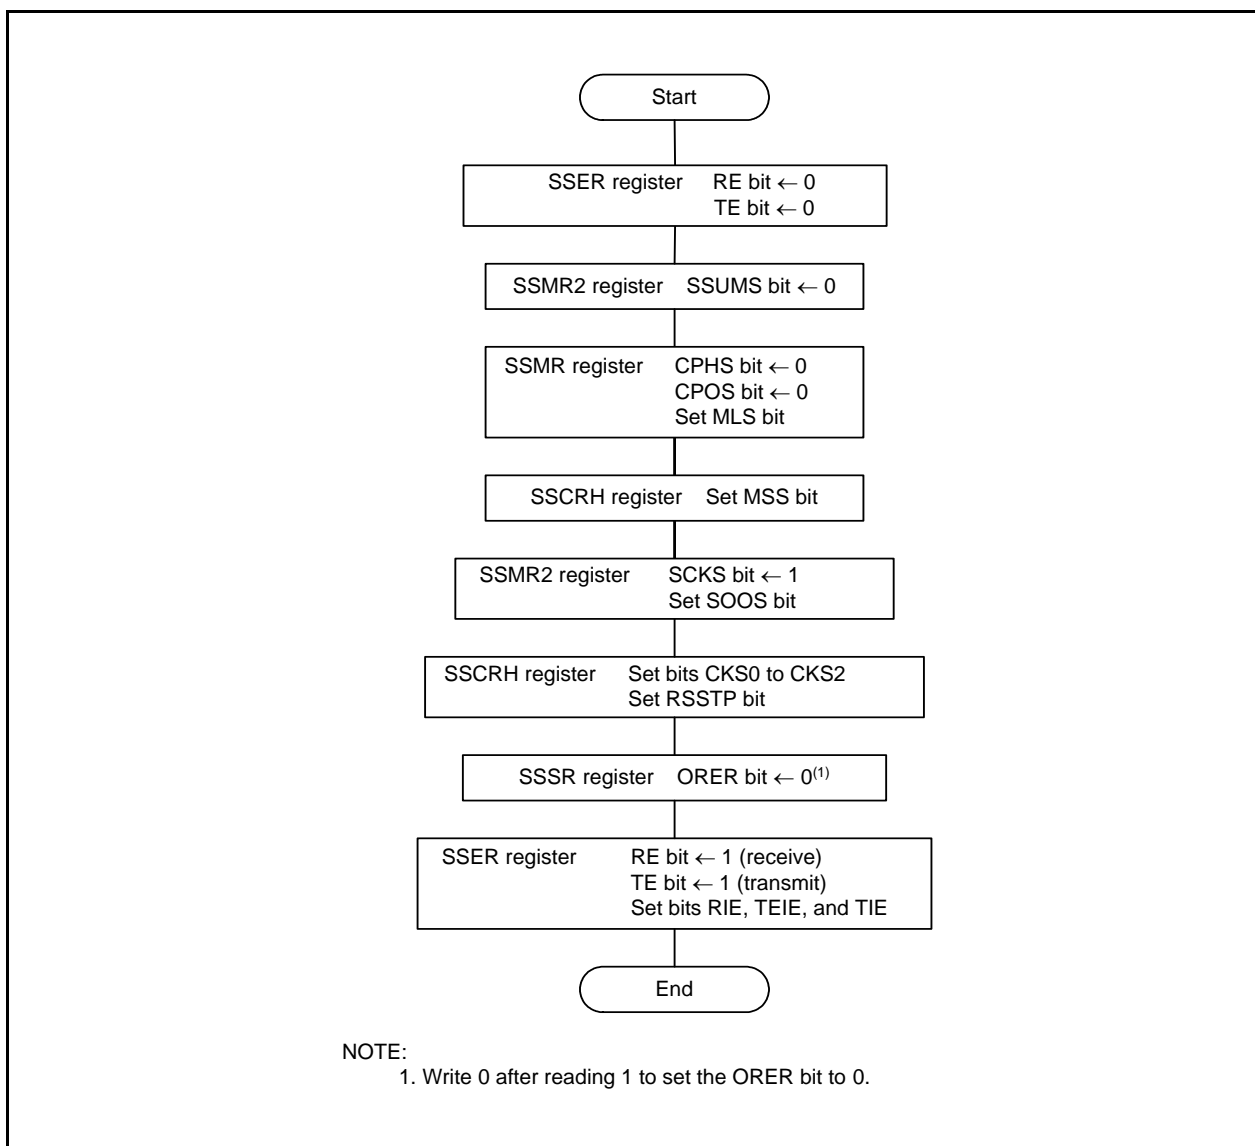 Start
SSER register RE bit ← 0
TE bit ← 0
SSMR2 register SSUMS bit ← 0
SSMR register CPHS bit ← 0
CPOS bit ← 0
Set MLS bit
SSCRH register Set MSS bit
SSMR2 register SCKS bit ← 1
Set SOOS bit
SSCRH register Set bits CKS0 to CKS2
Set RSSTP bit
SSSR register ORER bit ← 0(1)
SSER register RE bit ← 1 (receive)
TE bit ← 1 (transmit)
Set bits RIE, TEIE, and TIE
End
NOTE:
1. Write 0 after reading 1 to set the ORER bit to 0.